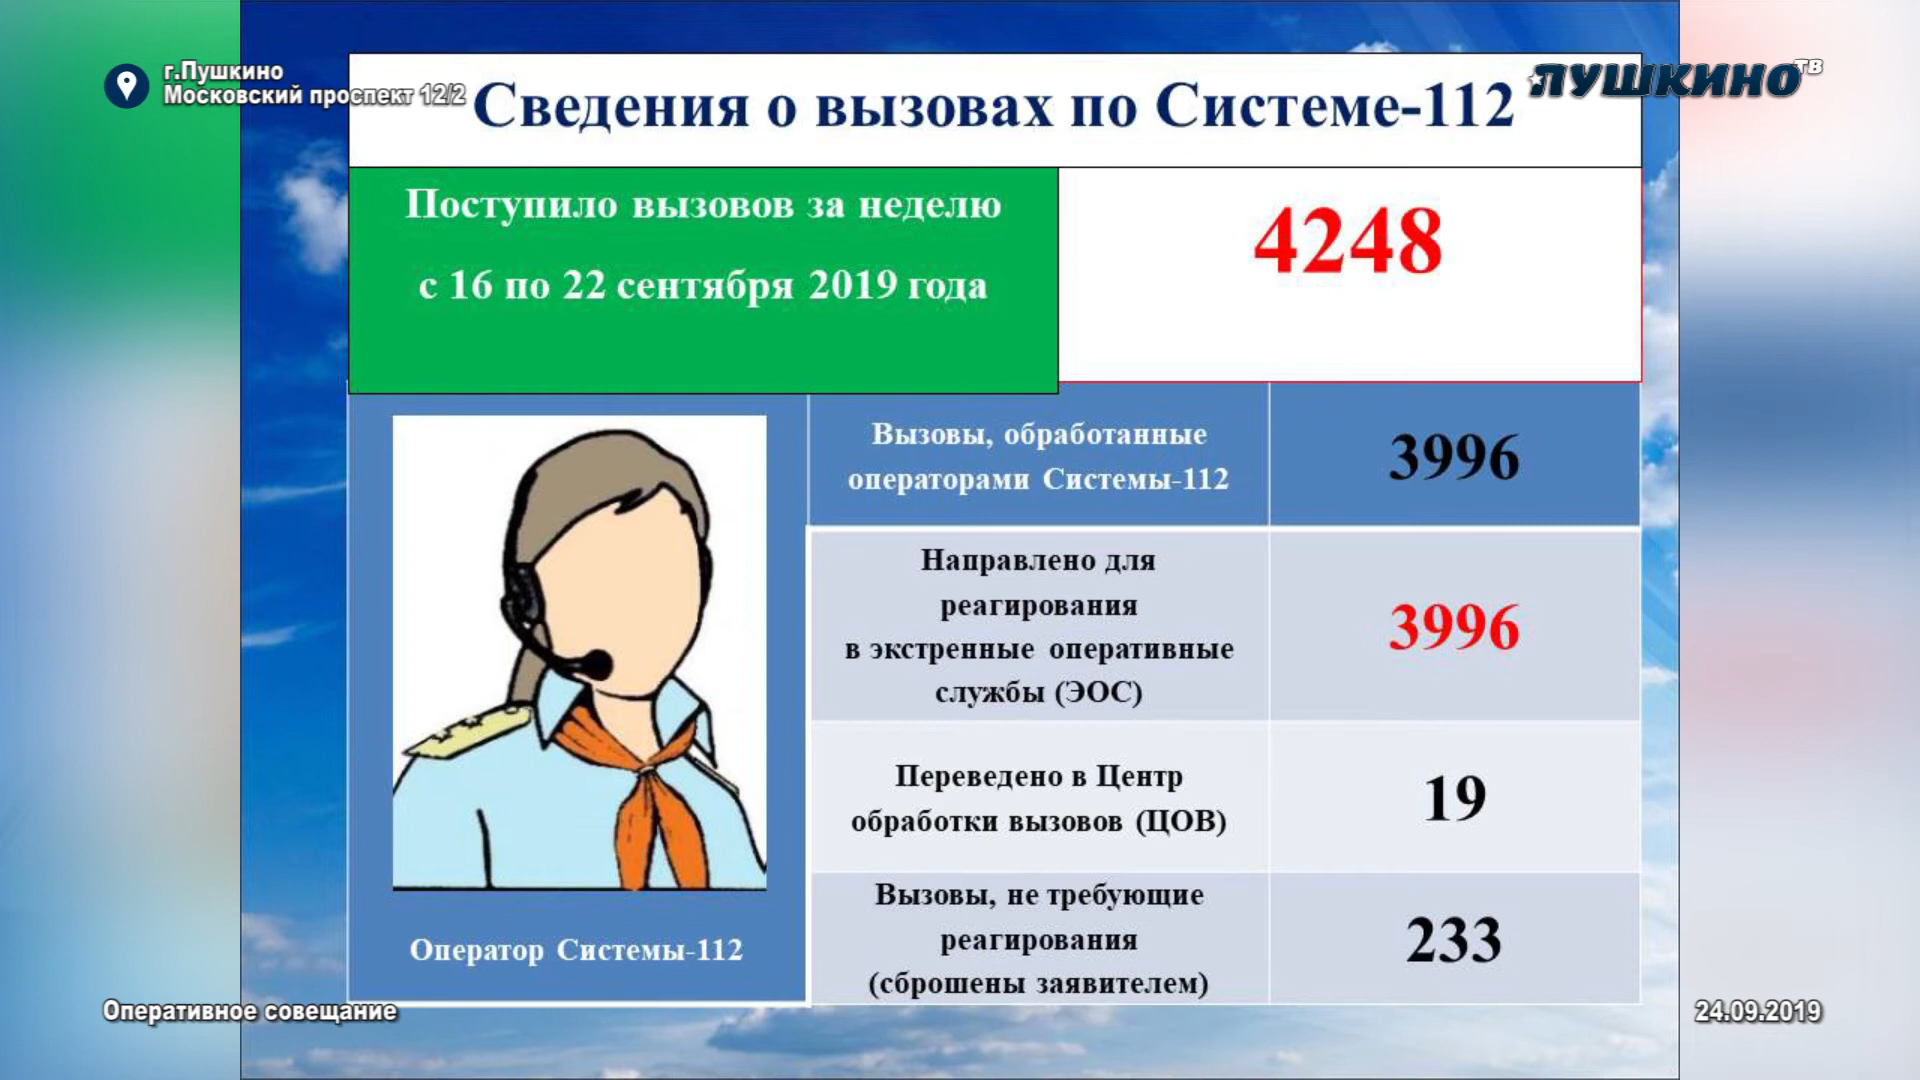 г.Пушкино
Московский проспект 12/2
ПУШКИНО ТВ
Сведения о вызовах по Системе-112
Поступило вызовов за неделю
с 16 по 22 сентября 2019 года
4248
Вызовы, обработанные
операторами Системы-112
3996
Направлено для
реагирования
в экстренные оперативные
службы (ЭОС)
3996
Переведено в Центр
обработки вызовов (ЦОВ)
19
Вызовы, не требующие
реагирования
(сброшены заявителем)
233
Оператор Системы-112
Оперативное совещание
24.09.2019